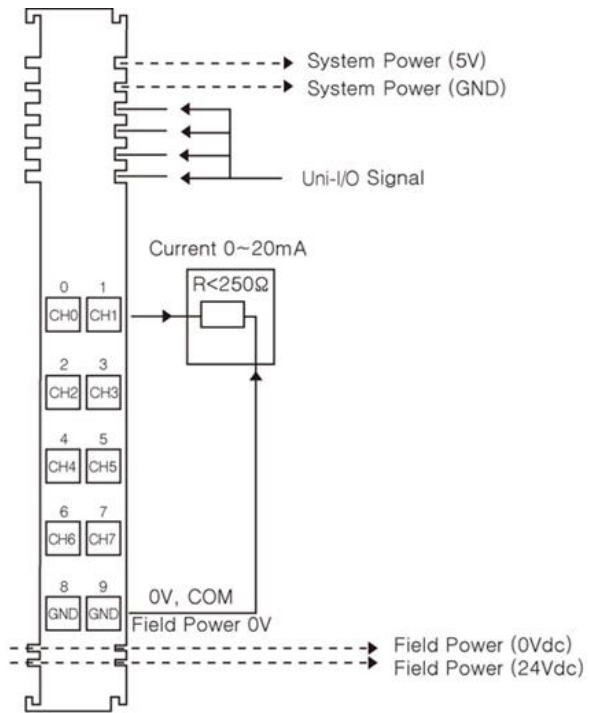 System Power (5V)
System Power (GND)
Uni-I/O Signal
Current 0~20mA
R<250Ω
0 1
CH0 CH1
2 3
CH2 CH3
4 5
CH4 CH5
6 7
CH6 CH7
8 9
GND GND
0V, COM
Field Power 0V
Field Power (0Vdc)
Field Power (24Vdc)